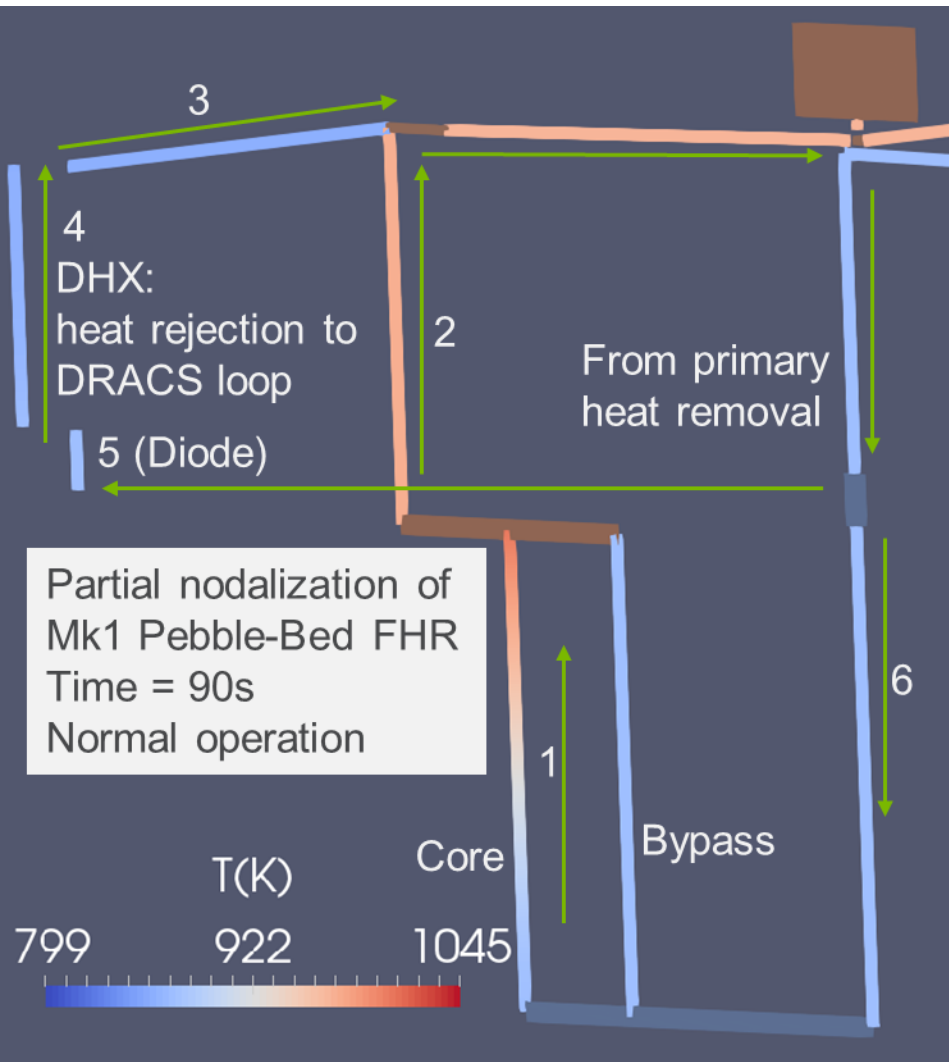 3
4
DHX:
heat rejection to
DRACS loop
2
From primary
heat removal
5 (Diode)
Partial nodalization of
Mk1 Pebble-Bed FHR
Time = 90s
Normal operation
6
1
Core
Bypass
T(K)
799 922 1045